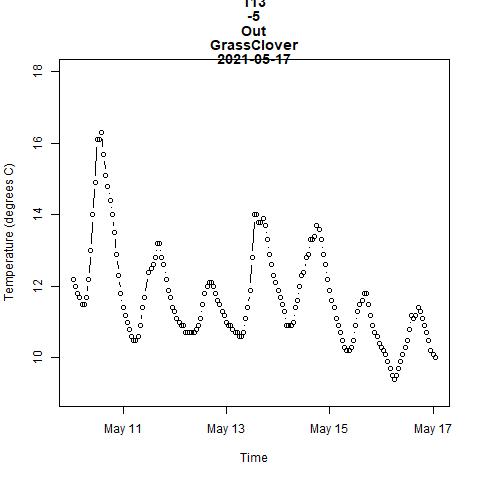 113
-5
Out
GrassClover
2021-05-17
18
16
14
12
10
Temperature (degrees C)
May 11
May 13
May 15
May 17
Time